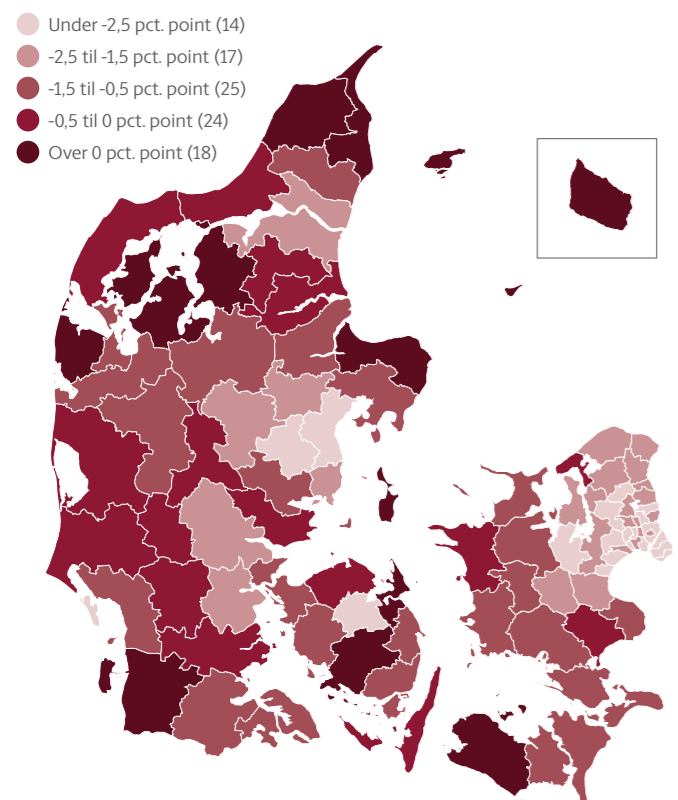 Under -2,5 pct. point (14)
-2,5 til -1,5 pct. point (17)
-1,5 til -0,5 pct. point (25)
-0,5 til 0 pct. point (24)
Over 0 pct. point (18)